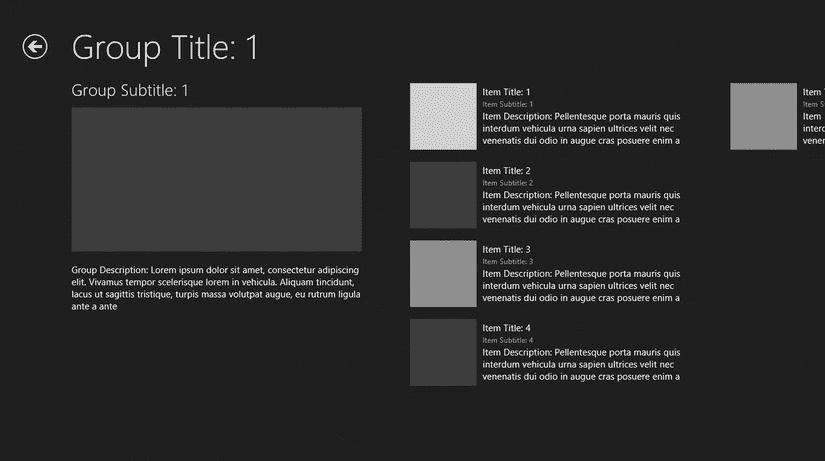 Group Title: 1
Group Subtitle: 1
Group Description: Lorem ipsum dolor sit amet, consectetur adipiscing
elit. Vivamus tempor scelerisque lorem in vehicula. Aliquam tincidunt,
lacus ut sagittis tristique, turpis massa volutpat augue, eu rutrum ligula
ante a ante
Item Title: 1
Item Subtitle: 1
Item Description: Pellentesque porta mauris quis
interdum vehicula urna sapien ultrices velit nec
venenatis dui odio in augue cras posuere enim a
Item Title: 2
Item Subtitle: 2
Item Description: Pellentesque porta mauris quis
interdum vehicula urna sapien ultrices velit nec
venenatis dui odio in augue cras posuere enim a
Item Title: 3
Item Subtitle: 3
Item Description: Pellentesque porta mauris quis
interdum vehicula urna sapien ultrices velit nec
venenatis dui odio in augue cras posuere enim a
Item Title: 4
Item Subtitle: 4
Item Description: Pellentesque porta mauris quis
interdum vehicula urna sapien ultrices velit nec
venenatis dui odio in augue cras posuere enim a
Item
Item
Item